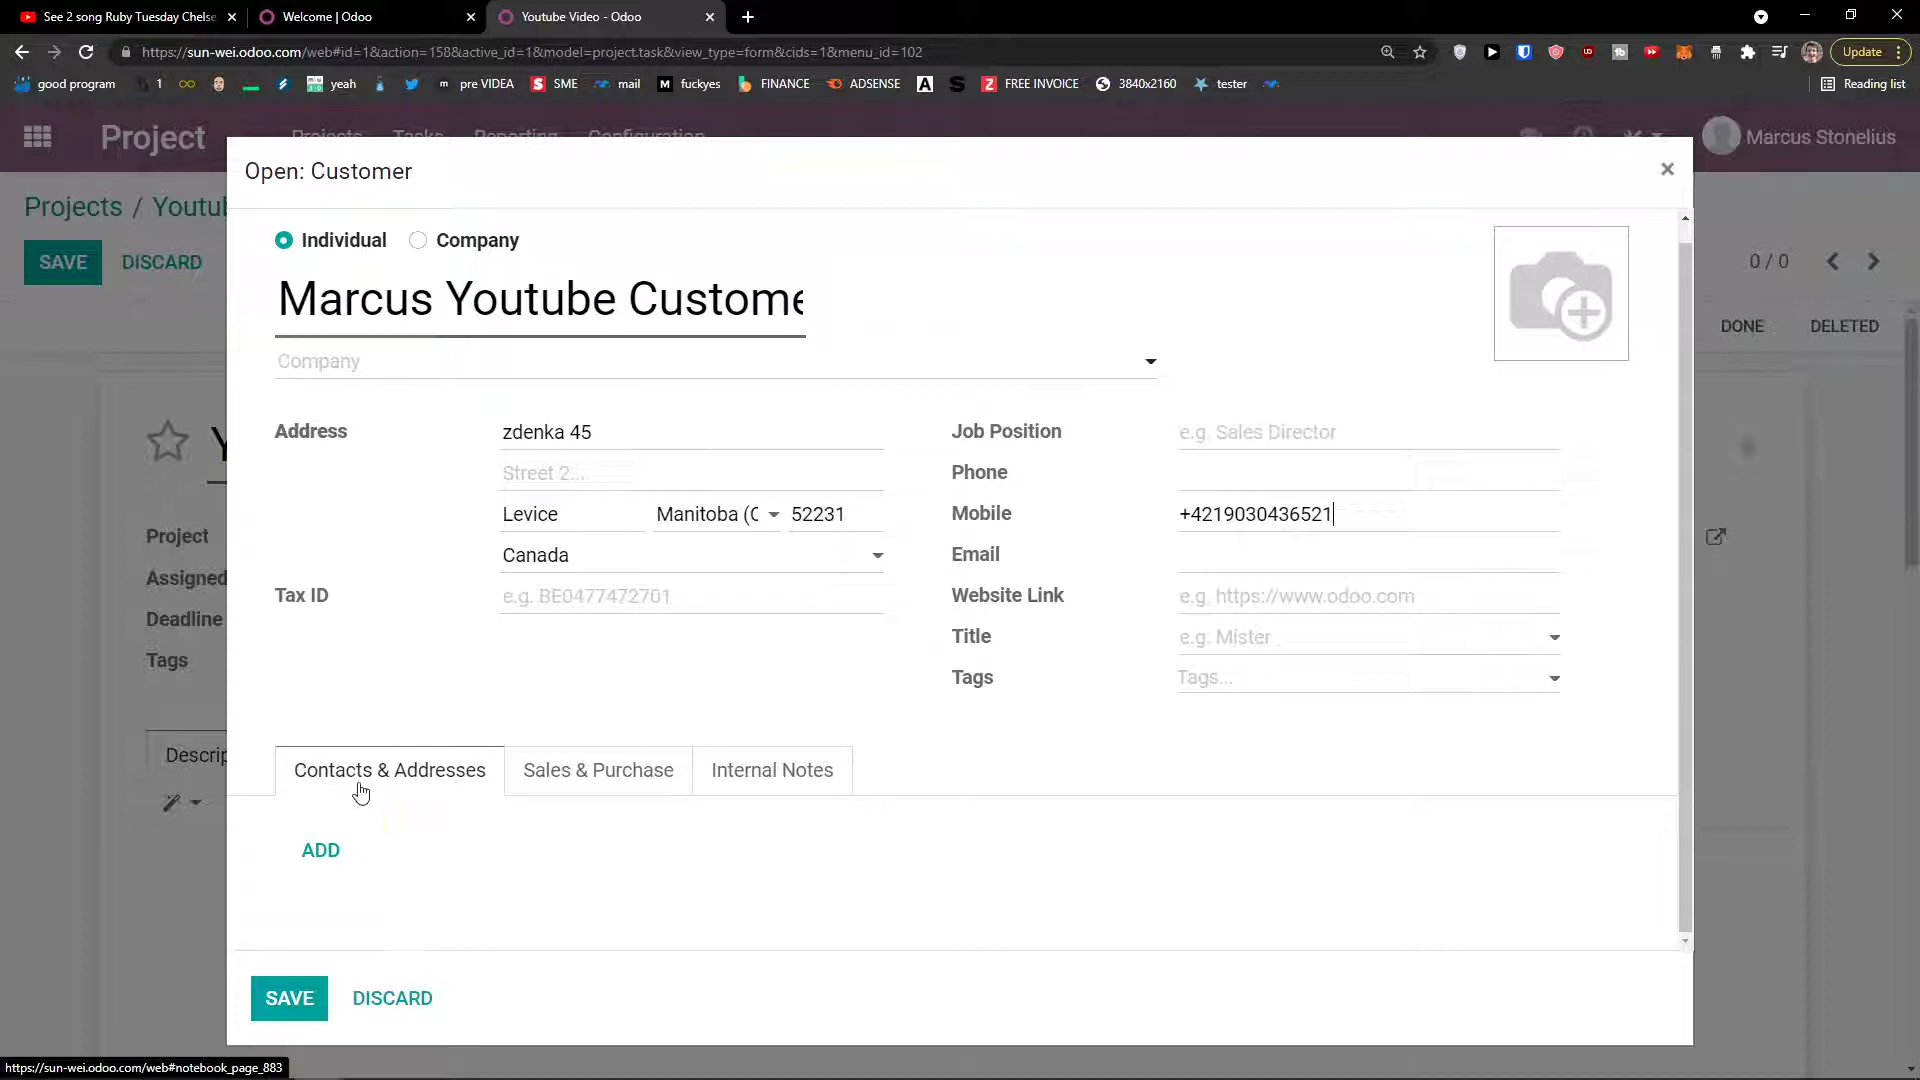 See 2 song Ruby Tuesday Chelse
Welcome | Odoo
Youtube Video - Odoo
https://sun-wei.odoo.com/web#id=1&action=158&active_id=1&model=project.task&view_type=form&cids=1&menu_id=102
Update
good program
1
yeah
pre VIDEA
SME
mail
fuckyes
FINANCE
ADSENSE
FREE INVOICE
3840x2160
tester
Reading list
Project
Projects Tasks Reporting Configuration
Marcus Stonelius
Open: Customer
Projects / Youtub
SAVE DISCARD
0 / 0
DONE DELETED
Individual Company
Marcus Youtube Custome
Company
Address
zdenka 45
Street 2...
Levice
Manitoba (C
52231
Canada
Tax ID
e.g. BE0477472701
Job Position
e.g. Sales Director
Phone
Mobile
+4219030436521
Email
Website Link
e.g. https://www.odoo.com
Title
e.g. Mister
Tags
Tags...
Y
Project
Assigned
Deadline
Tags
Descrip
Contacts & Addresses
Sales & Purchase
Internal Notes
ADD
SAVE DISCARD
https://sun-wei.odoo.com/web#notebook_page_883